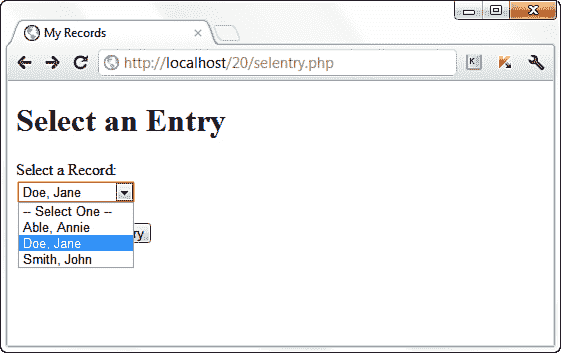 My Records
http://localhost/20/selentry.php
K
Select an Entry
Select a Record:
Doe, Jane
-- Select One --
Able, Annie
Doe, Jane
Smith, John